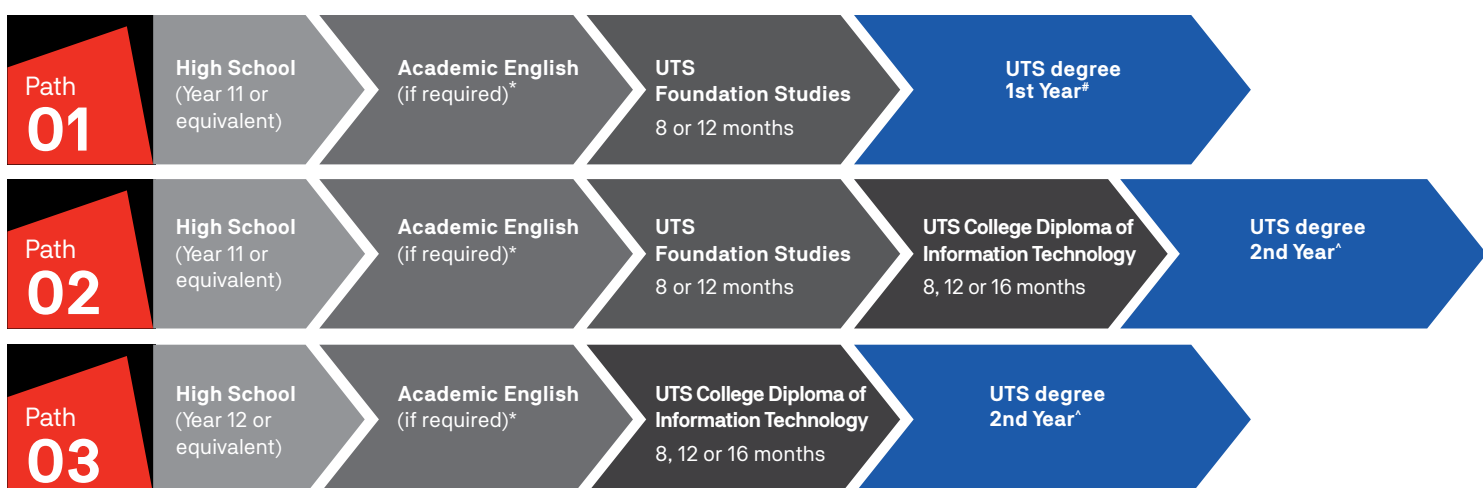 Path
01
High School
(Year 11 or
equivalent)
Academic English
(if required)*
UTS
Foundation Studies
8 or 12 months
UTS degree
1st Year#
Path
02
High School
(Year 11 or
equivalent)
Academic English
(if required)*
UTS
Foundation Studies
8 or 12 months
UTS College Diploma of
Information Technology
8, 12 or 16 months
UTS degree
2nd Year^
Path
03
High School
(Year 12 or
equivalent)
Academic English
(if required)*
UTS College Diploma of
Information Technology
8, 12 or 16 months
UTS degree
2nd Year^